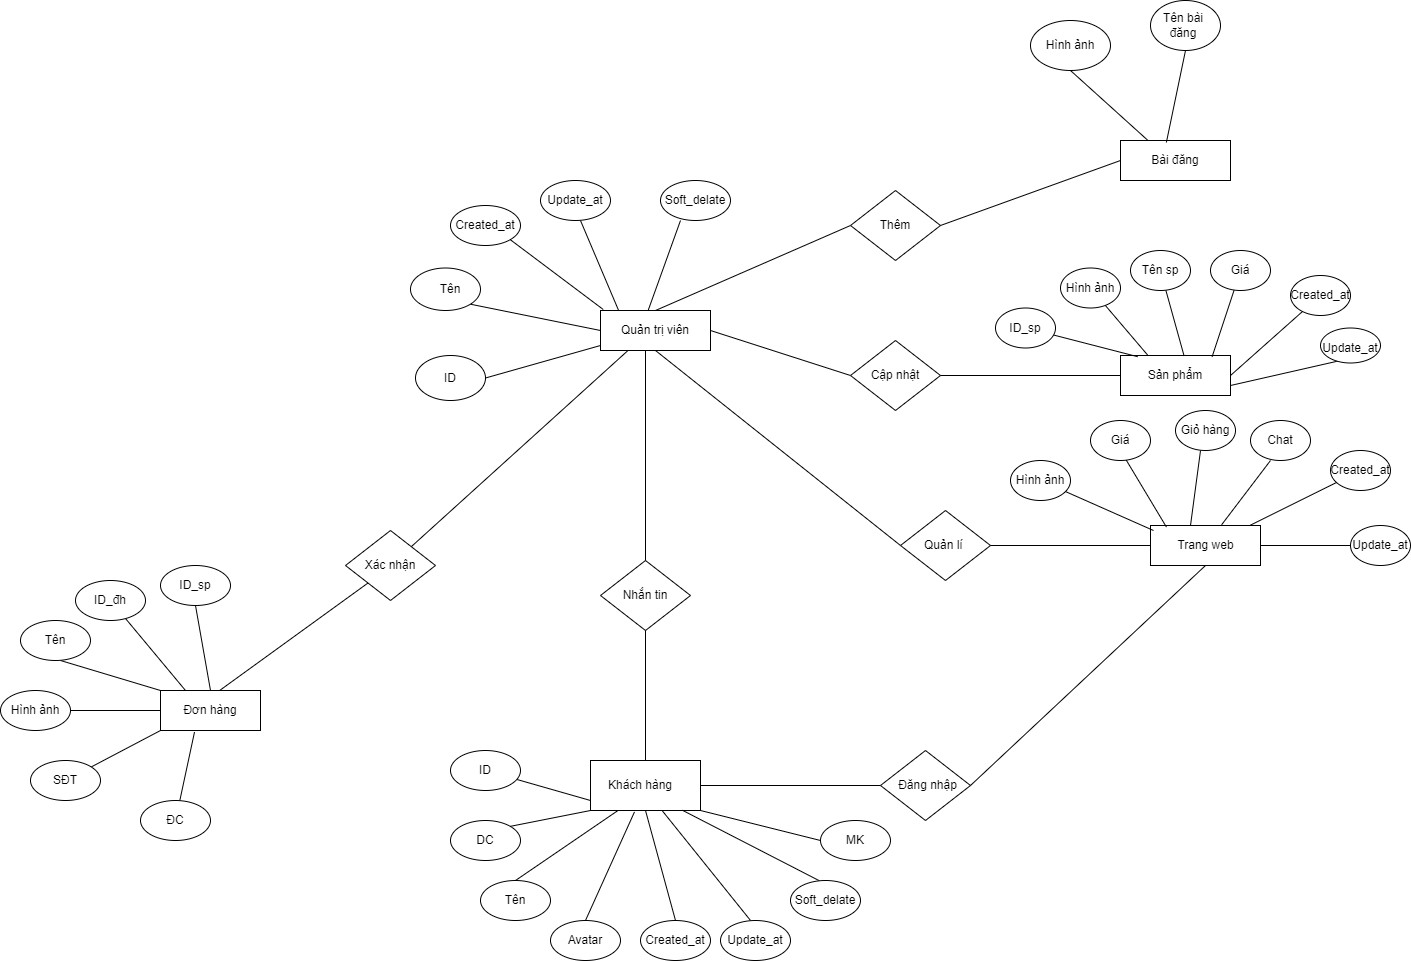 Hình ảnh
Tên bài
đăng
Bài đăng
Thêm
Created_at
Update_at
Soft_delate
Tên
ID
Quản trị viên
Cập nhật
ID_sp
Hình ảnh
Tên sp
Giá
Created_at
Update_at
Sản phẩm
Hình ảnh
Giá
Giỏ hàng
Chat
Created_at
Update_at
Trang web
Quản lí
Xác nhận
Nhắn tin
ID_sp
ID_đh
Tên
Hình ảnh
SĐT
ĐC
Đơn hàng
Khách hàng
Đăng nhập
ID
DC
Tên
Avatar
Created_at
Update_at
Soft_delate
MK